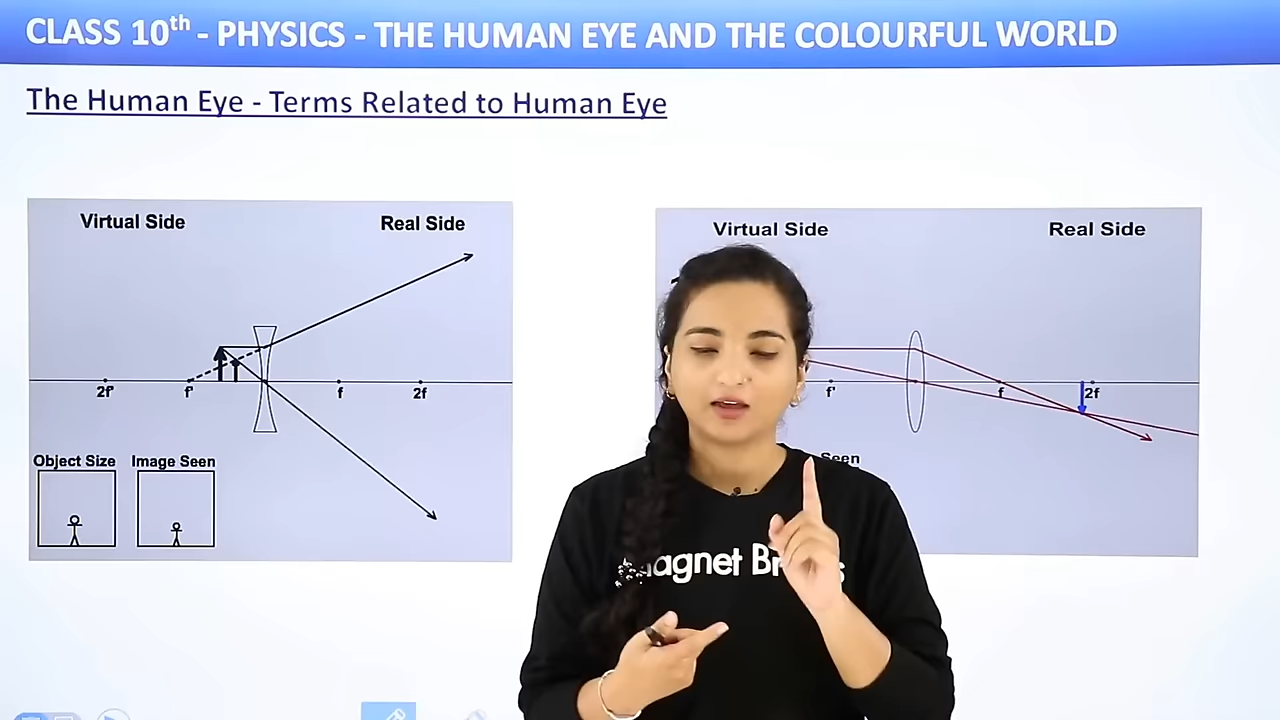 CLASS 10th - PHYSICS - THE HUMAN EYE AND THE COLOURFUL WORLD
The Human Eye - Terms Related to Human Eye
Virtual Side
Real Side
2f'
f'
f
2f
Object Size
Image Seen
Virtual Side
Real Side
f'
f
2f
Seen